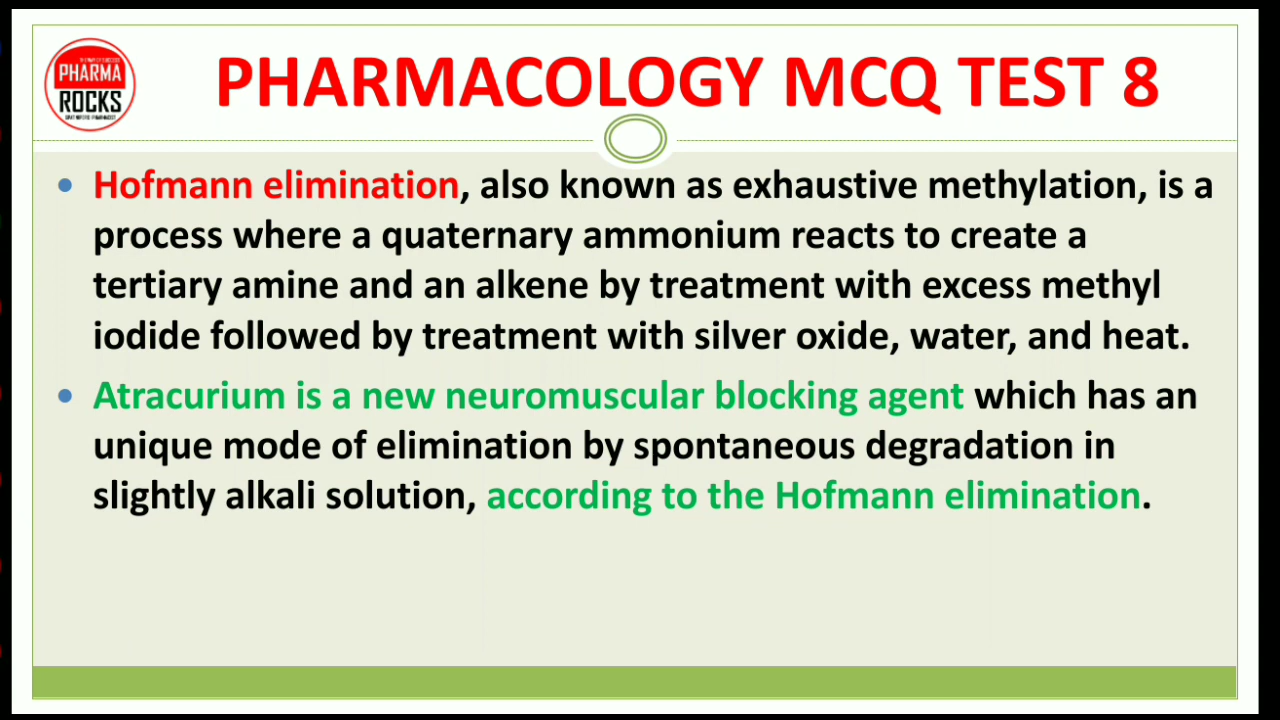 PHARMA
ROCKS
PHARMACOLOGY MCQ TEST 8
Hofmann elimination, also known as exhaustive methylation, is a
process where a quaternary ammonium reacts to create a
tertiary amine and an alkene by treatment with excess methyl
iodide followed by treatment with silver oxide, water, and heat.
Atracurium is a new neuromuscular blocking agent which has an
unique mode of elimination by spontaneous degradation in
slightly alkali solution, according to the Hofmann elimination.